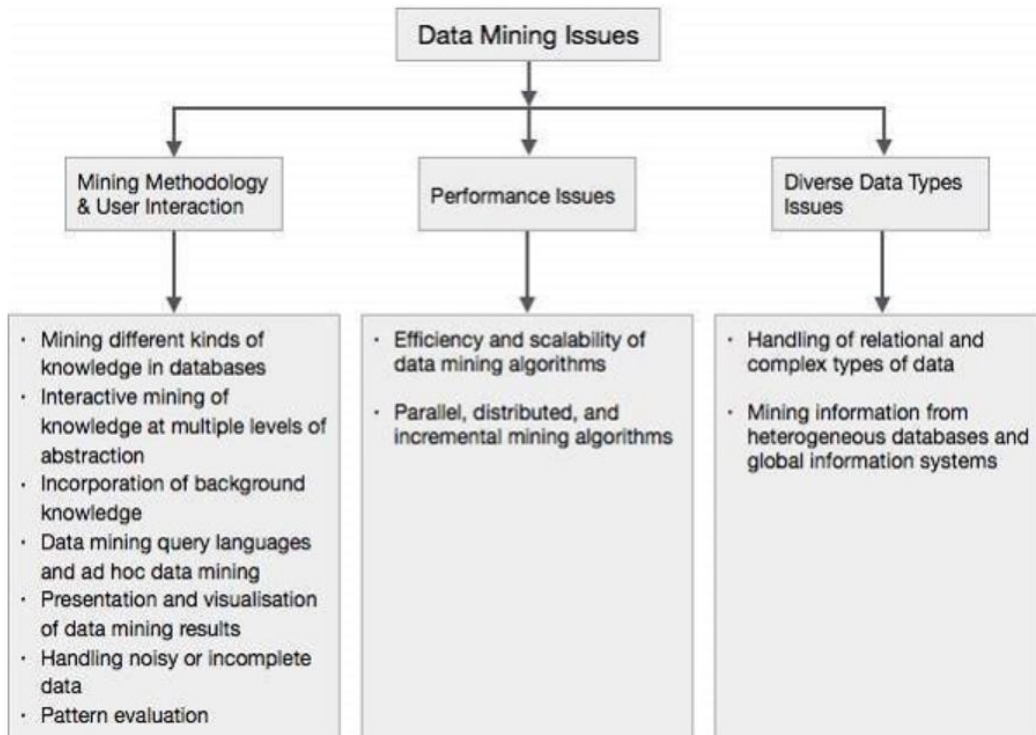 Data Mining Issues
Mining Methodology
& User Interaction
Performance Issues
Diverse Data Types
Issues
· Mining different kinds of
knowledge in databases
· Interactive mining of
knowledge at multiple levels of
abstraction
· Incorporation of background
knowledge
· Data mining query languages
and ad hoc data mining
· Presentation and visualisation
of data mining results
· Handling noisy or incomplete
data
· Pattern evaluation
· Efficiency and scalability of
data mining algorithms
· Parallel, distributed, and
incremental mining algorithms
· Handling of relational and
complex types of data
· Mining information from
heterogeneous databases and
global information systems